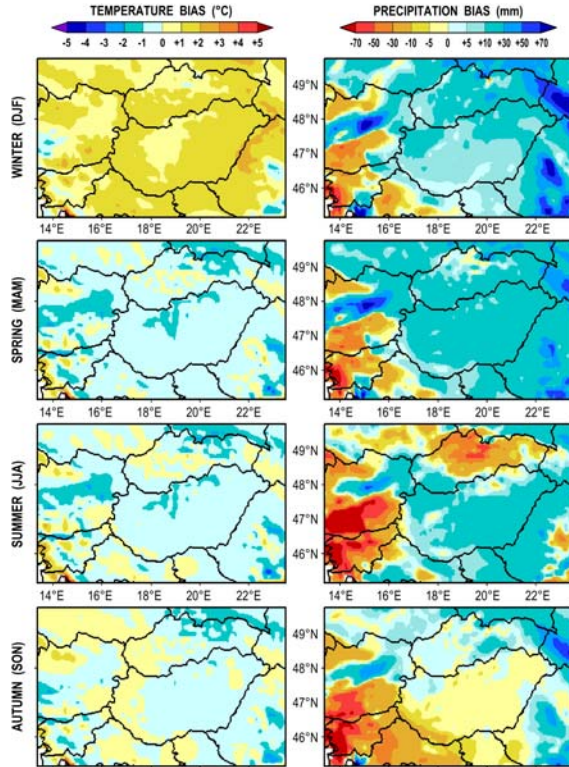 TEMPERATURE BIAS (°C)
-5 -4 -3 -2 -1 0 +1 +2 +3 +4 +5
PRECIPITATION BIAS (mm)
-70 -50 -30 -10 -5 0 +5 +10 +30 +50 +70
WINTER (DJF)
49°N
48°N
47°N
46°N
14°E 16°E 18°E 20°E 22°E
14°E 16°E 18°E 20°E 22°E
SPRING (MAM)
49°N
48°N
47°N
46°N
14°E 16°E 18°E 20°E 22°E
14°E 16°E 18°E 20°E 22°E
SUMMER (JJA)
49°N
48°N
47°N
46°N
14°E 16°E 18°E 20°E 22°E
14°E 16°E 18°E 20°E 22°E
AUTUMN (SON)
49°N
48°N
47°N
46°N